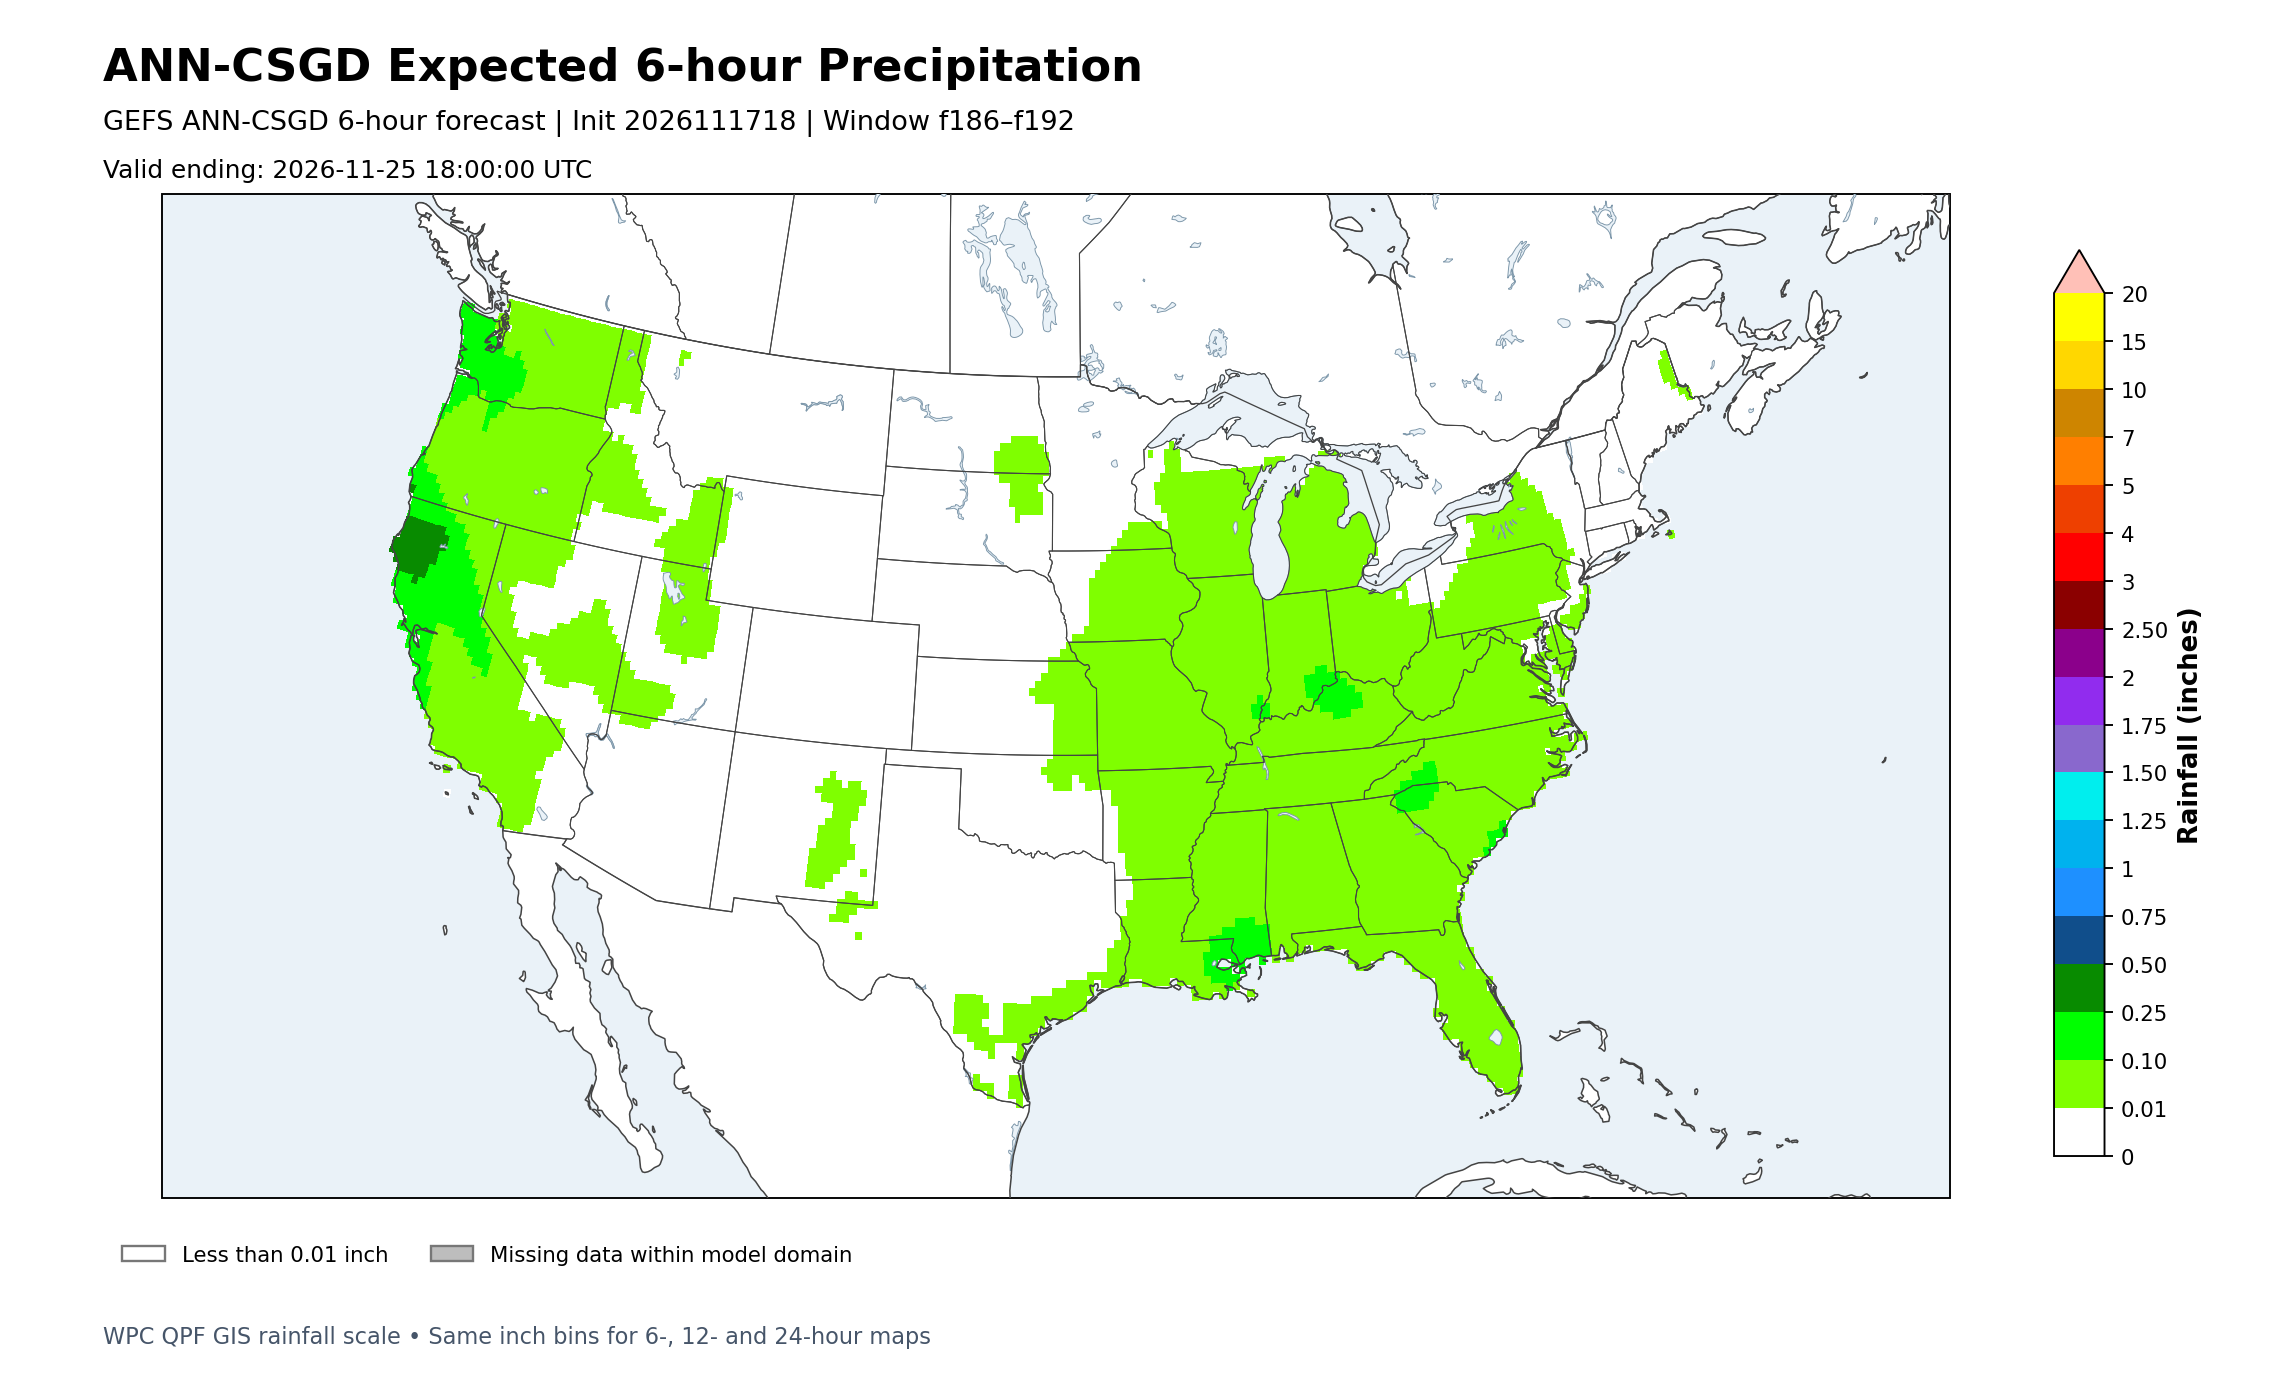 ANN-CSGD Expected 6-hour Precipitation
GEFS ANN-CSGD 6-hour forecast | Init 2026111718 | Window f186–f192
Valid ending: 2026-11-25 18:00:00 UTC
20
15
10
7
5
4
3
2.50
2
1.75
1.50
1.25
1
0.75
0.50
0.25
0.10
0.01
0
Rainfall (inches)
Less than 0.01 inch
Missing data within model domain
WPC QPF GIS rainfall scale • Same inch bins for 6-, 12- and 24-hour maps